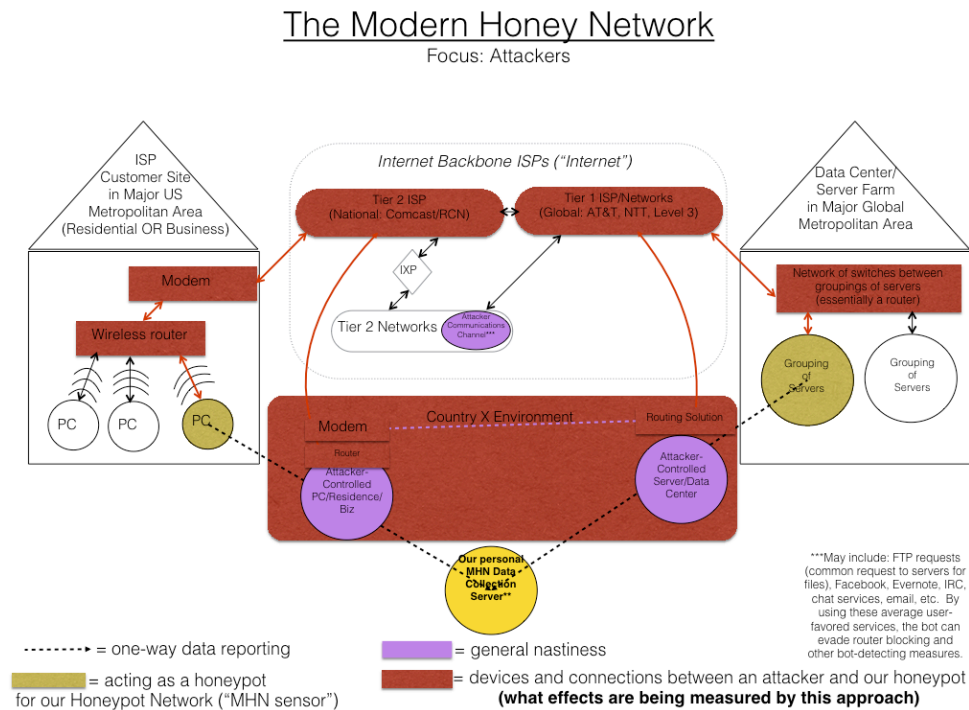 The Modern Honey Network
Focus: Attackers
ISP
Customer Site
in Major US
Metropolitan Area
(Residential OR Business)
Internet Backbone ISPs ("Internet")
Tier 2 ISP
(National: Comcast/RCN)
Tier 1 ISP/Networks
(Global: AT&T, NTT, Level 3)
Data Center/
Server Farm
in Major Global
Metropolitan Area
Modem
IXP
Network of switches between
groupings of servers
(essentially a router)
Wireless router
Tier 2 Networks
Attacker
Communications
Channel***
Grouping
of
Servers
Grouping
of
Servers
PC
PC
PC
Country X Environment
Modem
Routing Solution
Router
Attacker-
Controlled
PC/Residence/
Biz
Attacker-
Controlled
Server/Data
Center
Our personal
MHN Data
Collection
Server**
***May include: FTP requests
(common request to servers for
files), Facebook, Evernote, IRC,
chat services, email, etc. By
using these average user-
favored services, the bot can
evade router blocking and
other bot-detecting measures.
= one-way data reporting
= general nastiness
= acting as a honeypot
for our Honeypot Network ("MHN sensor")
= devices and connections between an attacker and our honeypot
(what effects are being measured by this approach)